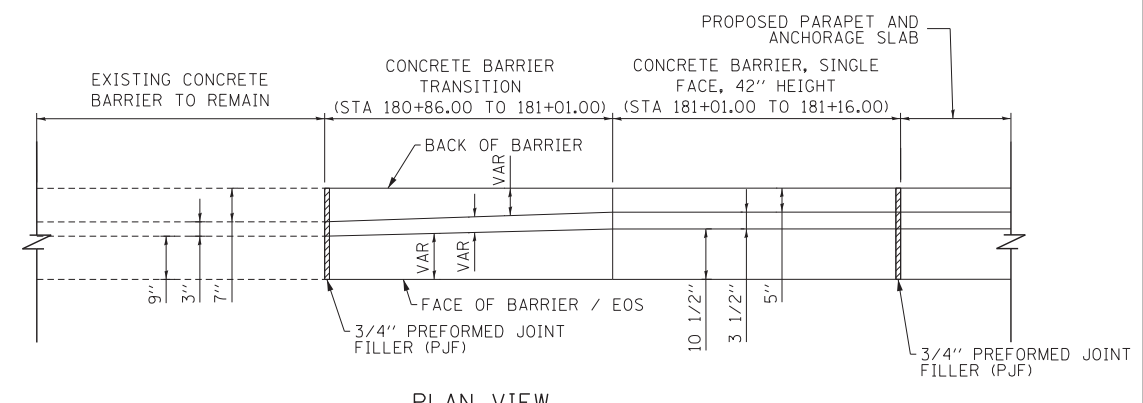 PROPOSED PARAPET AND
ANCHORAGE SLAB
EXISTING CONCRETE
BARRIER TO REMAIN
CONCRETE BARRIER
TRANSITION
(STA 180+86.00 TO 181+01.00)
CONCRETE BARRIER, SINGLE
FACE, 42" HEIGHT
(STA 181+01.00 TO 181+16.00)
BACK OF BARRIER
VAR
VAR
VAR
9"
3"
7"
10 1/2"
3 1/2"
5"
FACE OF BARRIER / EOS
3/4" PREFORMED JOINT
FILLER (PJF)
3/4" PREFORMED JOINT
FILLER (PJF)
PLAN VIEW